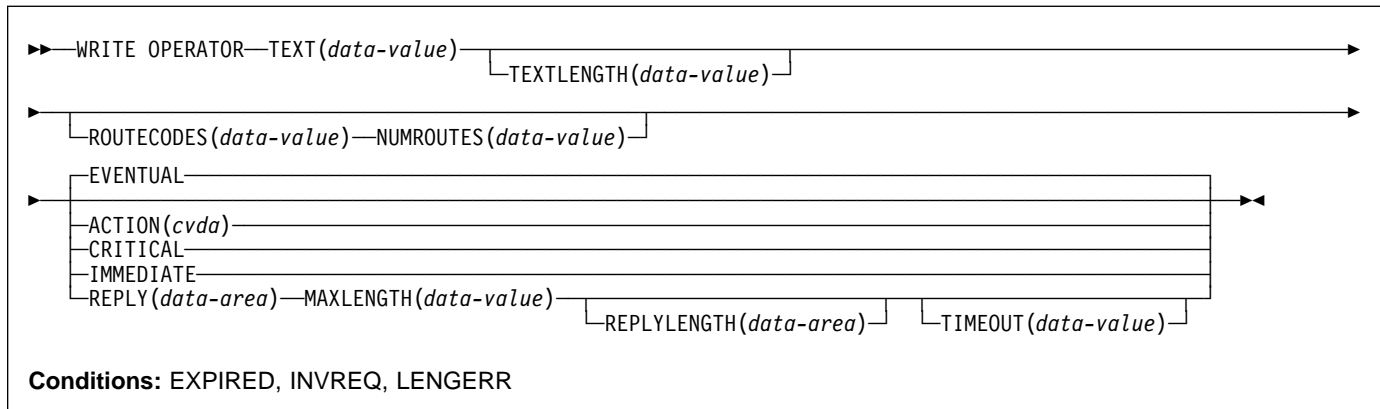 WRITE OPERATOR TEXT(data-value)
TEXTLENGTH(data-value)
ROUTECODES(data-value) NUMROUTES(data-value)
EVENTUAL
ACTION(cvda)
CRITICAL
IMMEDIATE
REPLY(data-area) MAXLENGTH(data-value)
REPLYLENGTH(data-area) TIMEOUT(data-value)
Conditions: EXPIRED, INVREQ, LENGERR